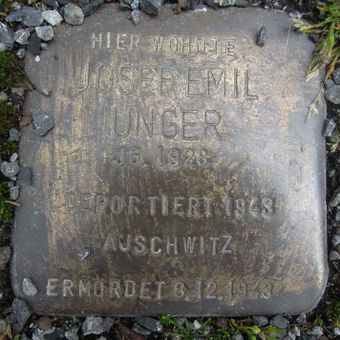 HIER WOHNTE
JOSEF EMIL
UNGER
JG. 1928
DEPORTIERT 1943
AUSCHWITZ
ERMORDET 8.12.1943